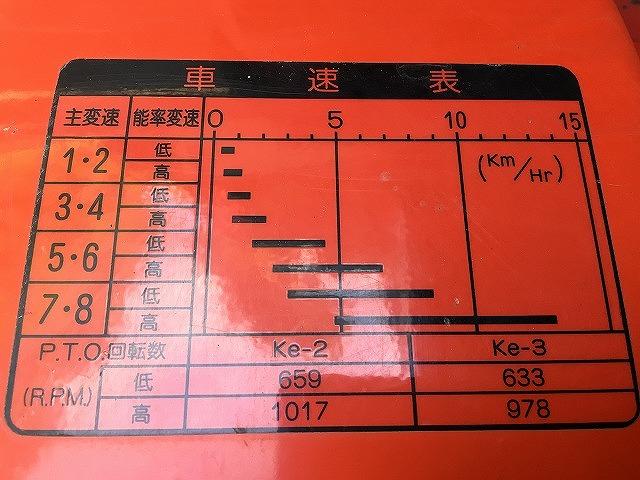 車速表
主変速 能率変速 0 5 10 15
1・2 低
高
(Km/Hr)
3・4 低
高
5・6 低
高
7・8 低
高
P.T.O.回転数 Ke-2 Ke-3
(R.P.M.) 低 659 633
高 1017 978